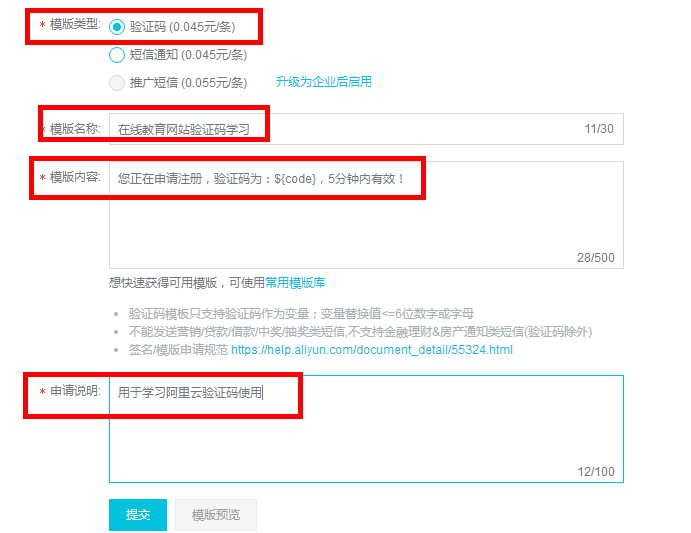 * 模版类型: 验证码 (0.045元/条)
短信通知 (0.045元/条)
推广短信 (0.055元/条) 升级为企业后启用
* 模版名称: 在线教育网站验证码学习 11/30
* 模版内容: 您正在申请注册，验证码为：${code}，5分钟内有效！
28/500
想快速获得可用模版，可使用常用模版库
• 验证码模板只支持验证码作为变量；变量替换值<=6位数字或字母
• 不能发送营销/贷款/借款/中奖/抽奖类短信,不支持金融理财&房产通知类短信(验证码除外)
• 签名/模版申请规范 https://help.aliyun.com/document_detail/55324.html
* 申请说明: 用于学习阿里云验证码使用
12/100
提交 模版预览